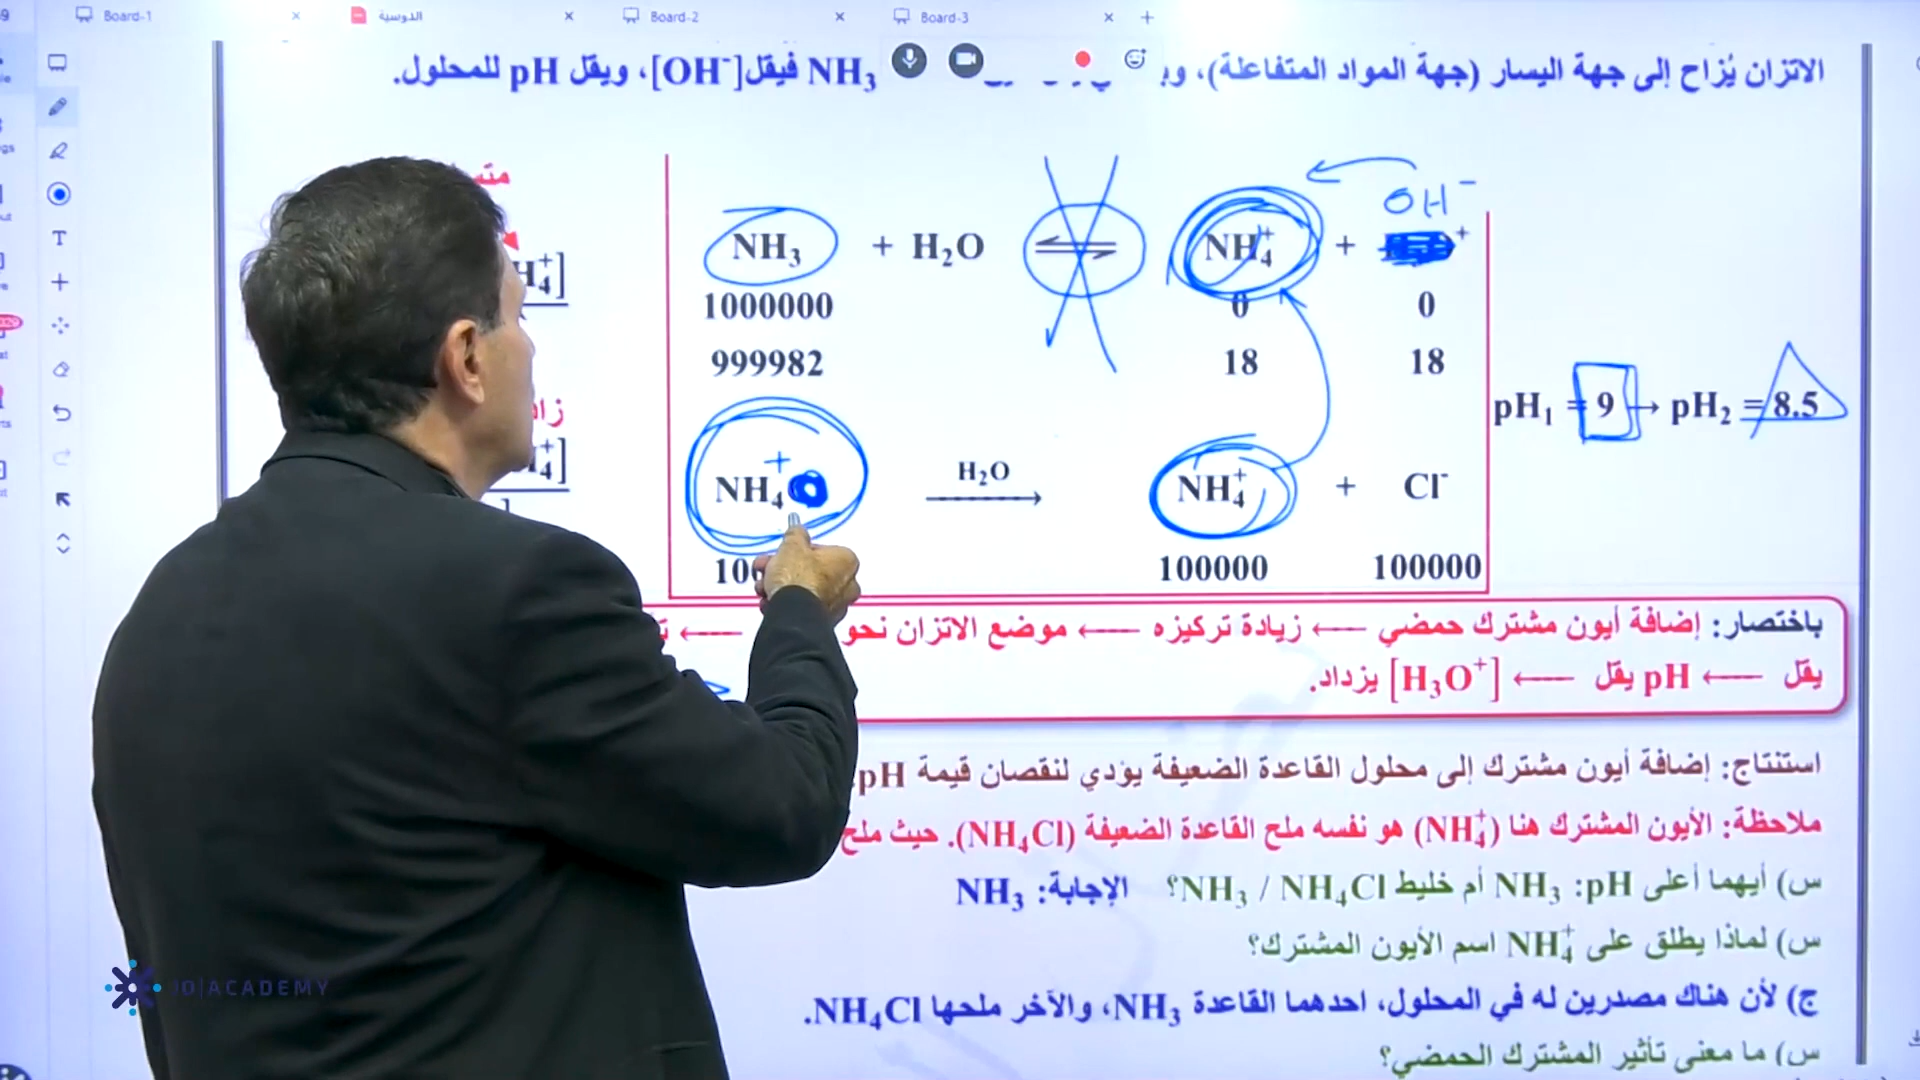 Board-1 الدوسية Board-2 Board-3
الاتزان يُزاح إلى جهة اليسار (جهة المواد المتفاعلة)، NH₃ فيقل[OH⁻]، ويقل pH للمحلول.
OH⁻
NH₃ + H₂O ⇌ NH₄⁺ + ⁺
1000000 0 0
999982 18 18
pH₁ = 9 → pH₂ = 8.5
NH₄⁺ H₂O → NH₄⁺ + Cl⁻
100000 100000
باختصار: إضافة أيون مشترك حمضي ← زيادة تركيزه ← موضع الاتزان نحو ←
يقل ← pH يقل ← [H₃O⁺] يزداد.
استنتاج: إضافة أيون مشترك إلى محلول القاعدة الضعيفة يؤدي لنقصان قيمة pH.
ملاحظة: الأيون المشترك هنا (NH₄⁺) هو نفسه ملح القاعدة الضعيفة (NH₄Cl). حيث ملح
س) أيهما أعلى pH: NH₃ أم خليط NH₃ / NH₄Cl؟ الإجابة: NH₃
س) لماذا يطلق على NH₄⁺ اسم الأيون المشترك؟
ج) لأن هناك مصدرين له في المحلول، احدهما القاعدة NH₃، والآخر ملحها NH₄Cl.
س) ما معنى تأثير المشترك الحمضي؟
JO|ACADEMY